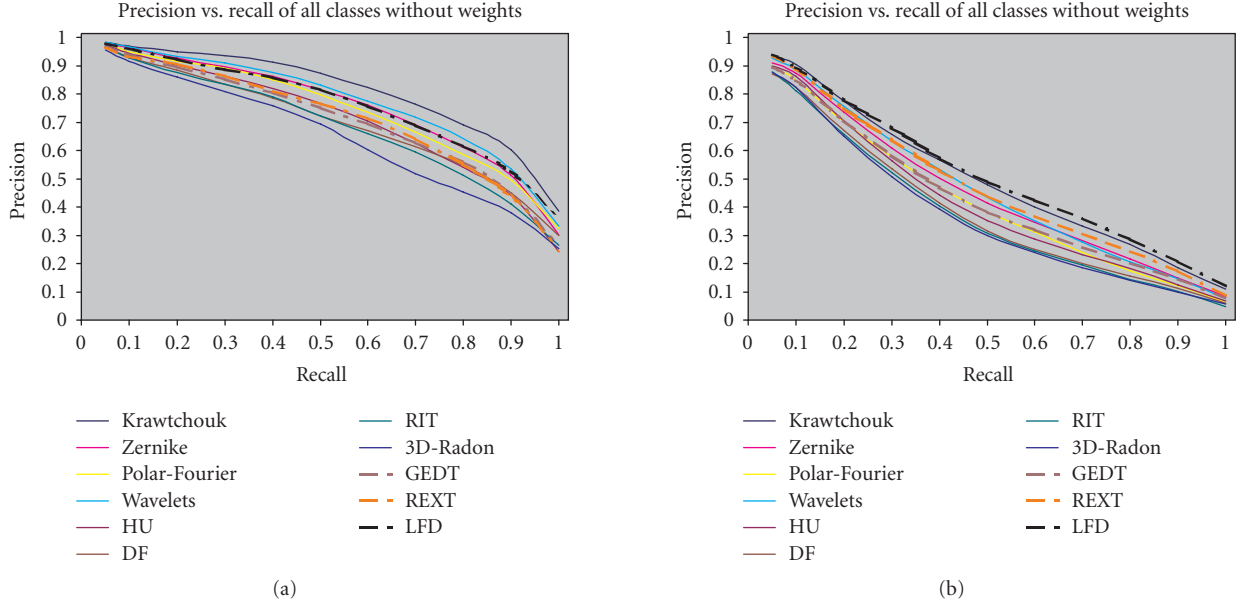 Precision vs. recall of all classes without weights
1
0.9
0.8
0.7
0.6
0.5
0.4
0.3
0.2
0.1
0
Precision
0 0.1 0.2 0.3 0.4 0.5 0.6 0.7 0.8 0.9 1
Recall
Krawtchouk
Zernike
Polar-Fourier
Wavelets
HU
DF
RIT
3D-Radon
GEDT
REXT
LFD
(a)
Precision vs. recall of all classes without weights
1
0.9
0.8
0.7
0.6
0.5
0.4
0.3
0.2
0.1
0
Precision
0 0.1 0.2 0.3 0.4 0.5 0.6 0.7 0.8 0.9 1
Recall
Krawtchouk
Zernike
Polar-Fourier
Wavelets
HU
DF
RIT
3D-Radon
GEDT
REXT
LFD
(b)